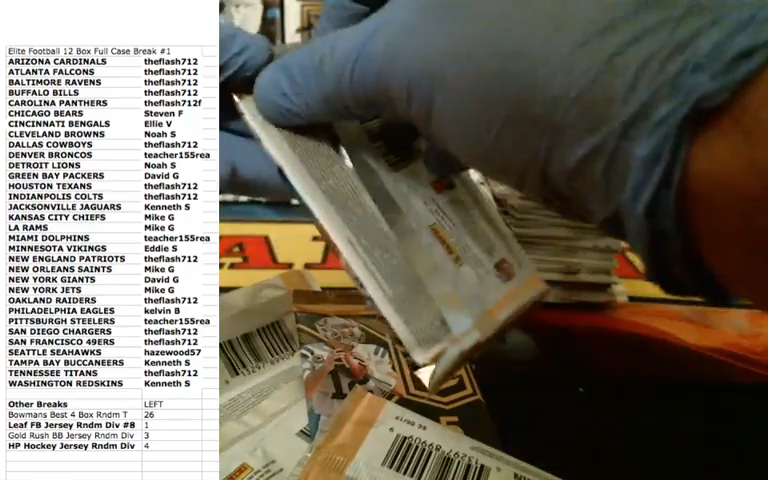 Elite Football 12 Box Full Case Break #1
ARIZONA CARDINALS theflash712
ATLANTA FALCONS theflash712
BALTIMORE RAVENS theflash712
BUFFALO BILLS theflash712
CAROLINA PANTHERS theflash712f
CHICAGO BEARS Steven F
CINCINNATI BENGALS Ellie V
CLEVELAND BROWNS Noah S
DALLAS COWBOYS theflash712
DENVER BRONCOS teacher155rea
DETROIT LIONS Noah S
GREEN BAY PACKERS David G
HOUSTON TEXANS theflash712
INDIANPOLIS COLTS theflash712
JACKSONVILLE JAGUARS Kenneth S
KANSAS CITY CHIEFS Mike G
LA RAMS Mike G
MIAMI DOLPHINS teacher155rea
MINNESOTA VIKINGS Eddie S
NEW ENGLAND PATRIOTS theflash712
NEW ORLEANS SAINTS Mike G
NEW YORK GIANTS David G
NEW YORK JETS Mike G
OAKLAND RAIDERS theflash712
PHILADELPHIA EAGLES kelvin B
PITTSBURGH STEELERS teacher155rea
SAN DIEGO CHARGERS theflash712
SAN FRANCISCO 49ERS theflash712
SEATTLE SEAHAWKS hazewood57
TAMPA BAY BUCCANEERS Kenneth S
TENNESSEE TITANS theflash712
WASHINGTON REDSKINS Kenneth S
Other Breaks LEFT
Bowmans Best 4 Box Rndm T 26
Leaf FB Jersey Rndm Div #8 1
Gold Rush BB Jersey Rndm Div 3
HP Hockey Jersey Rndm Div 4